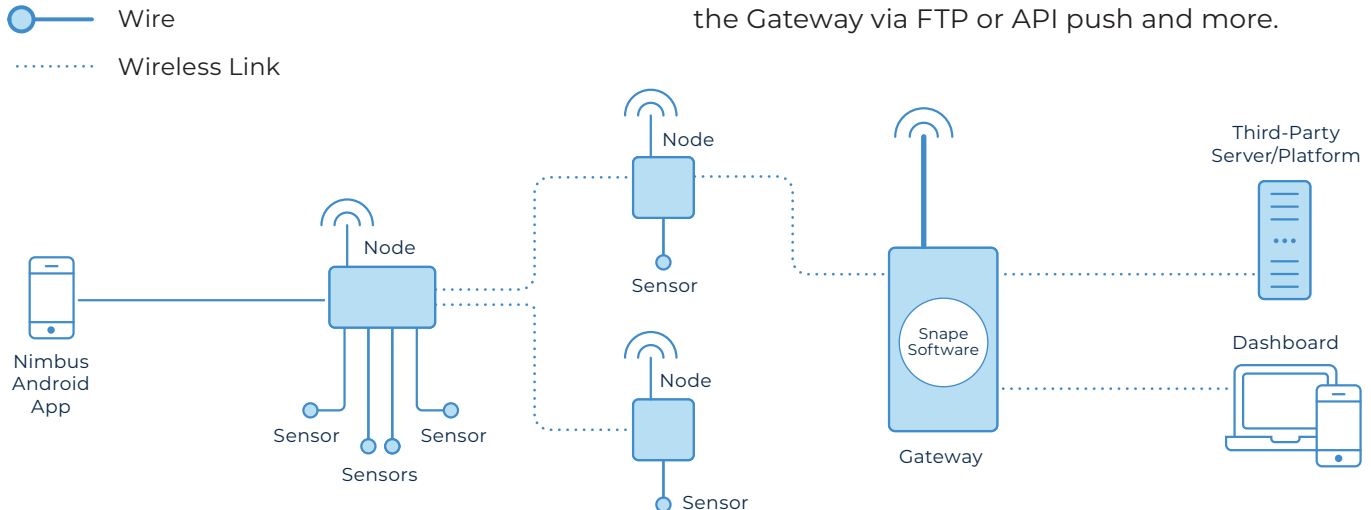 Wire
the Gateway via FTP or API push and more.
Wireless Link
Node
Third-Party
Server/Platform
Node
Sensor
Snape
Software
Dashboard
Nimbus
Android
App
Node
Sensor
Sensor
Sensors
Gateway
Sensor